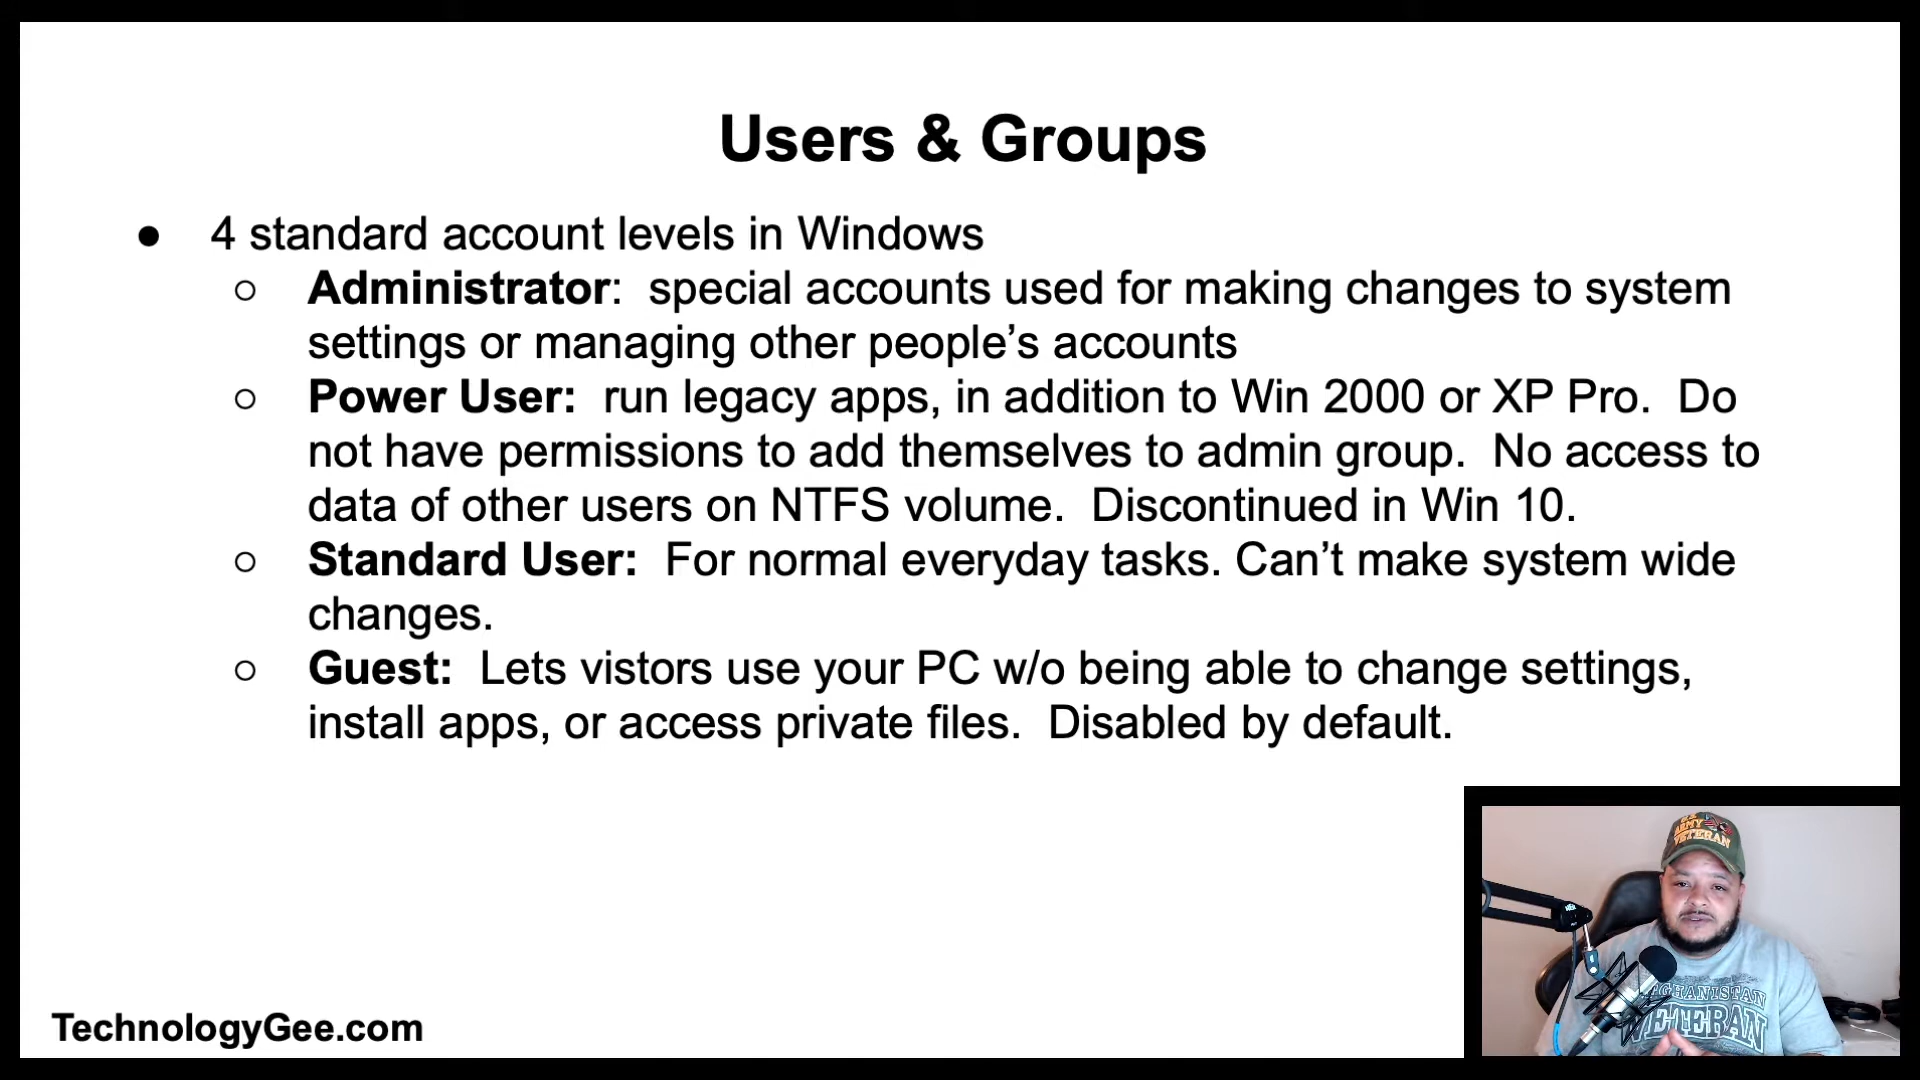 Users & Groups
● 4 standard account levels in Windows
○ Administrator: special accounts used for making changes to system
settings or managing other people’s accounts
○ Power User: run legacy apps, in addition to Win 2000 or XP Pro. Do
not have permissions to add themselves to admin group. No access to
data of other users on NTFS volume. Discontinued in Win 10.
○ Standard User: For normal everyday tasks. Can’t make system wide
changes.
○ Guest: Lets vistors use your PC w/o being able to change settings,
install apps, or access private files. Disabled by default.
ARMY
VETERAN
TechnologyGee.com